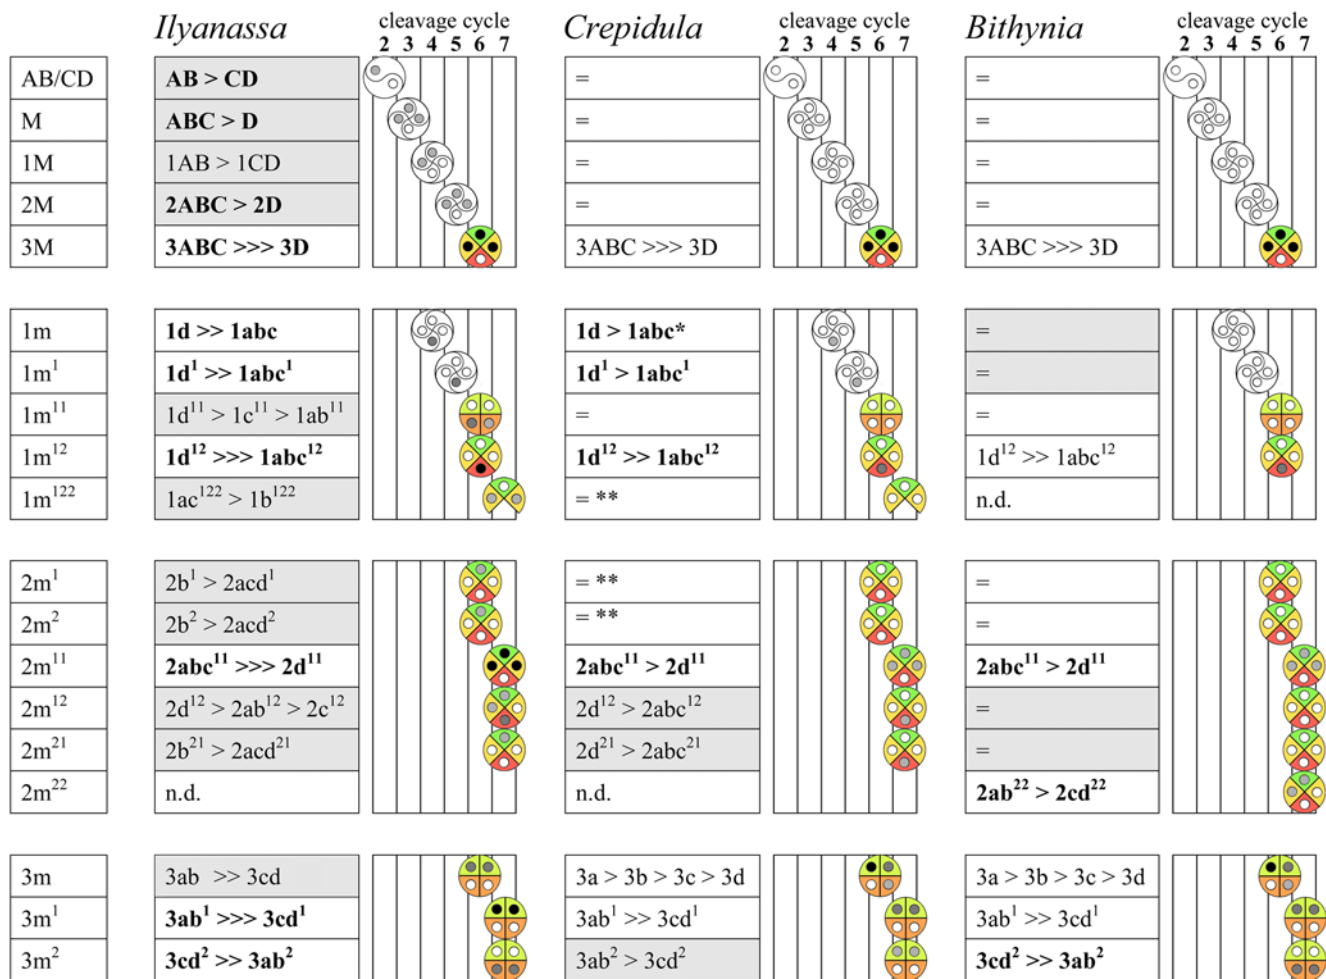 Ilyanassa cleavage cycle Crepidula cleavage cycle Bithynia cleavage cycle
2 3 4 5 6 7 2 3 4 5 6 7 2 3 4 5 6 7
AB/CD AB > CD = =
M ABC > D = =
1M 1AB > 1CD = =
2M 2ABC > 2D = =
3M 3ABC >>> 3D 3ABC >>> 3D 3ABC >>> 3D
1m 1d >> 1abc 1d > 1abc* =
1m¹ 1d¹ >> 1abc¹ 1d¹ > 1abc¹ =
1m¹¹ 1d¹¹ > 1c¹¹ > 1ab¹¹ = =
1m¹² 1d¹² >>> 1abc¹² 1d¹² >> 1abc¹² 1d¹² >> 1abc¹²
1m¹²² 1ac¹²² > 1b¹²² = ** n.d.
2m¹ 2b¹ > 2acd¹ = ** =
2m² 2b² > 2acd² = ** =
2m¹¹ 2abc¹¹ >>> 2d¹¹ 2abc¹¹ > 2d¹¹ 2abc¹¹ > 2d¹¹
2m¹² 2d¹² > 2ab¹² > 2c¹² 2d¹² > 2abc¹² =
2m²¹ 2b²¹ > 2acd²¹ 2d²¹ > 2abc²¹ =
2m²² n.d. n.d. 2ab²² > 2cd²²
3m 3ab >> 3cd 3a > 3b > 3c > 3d 3a > 3b > 3c > 3d
3m¹ 3ab¹ >>> 3cd¹ 3ab¹ >> 3cd¹ 3ab¹ >> 3cd¹
3m² 3cd² >> 3ab² 3ab² > 3cd² 3cd² >> 3ab²